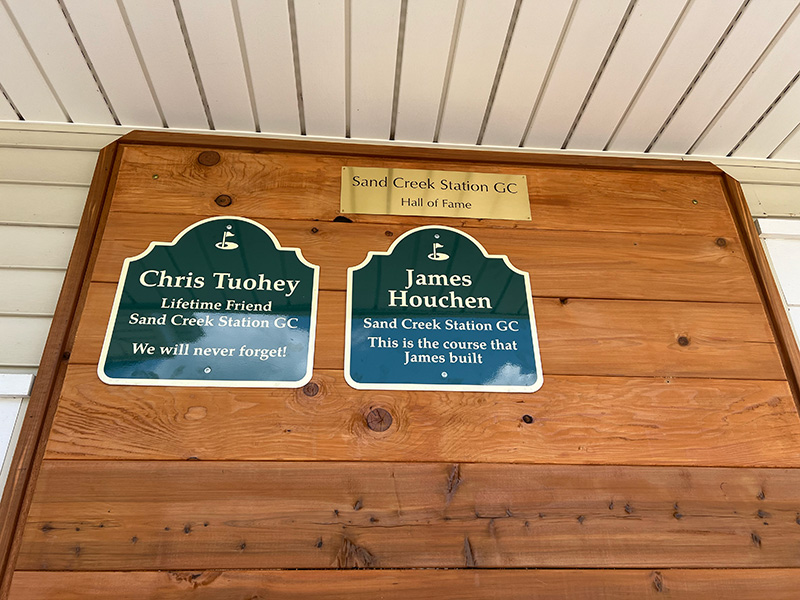 Sand Creek Station GC
Hall of Fame
Chris Tuohey
Lifetime Friend
Sand Creek Station GC
We will never forget!
James
Houchen
Sand Creek Station GC
This is the course that
James built